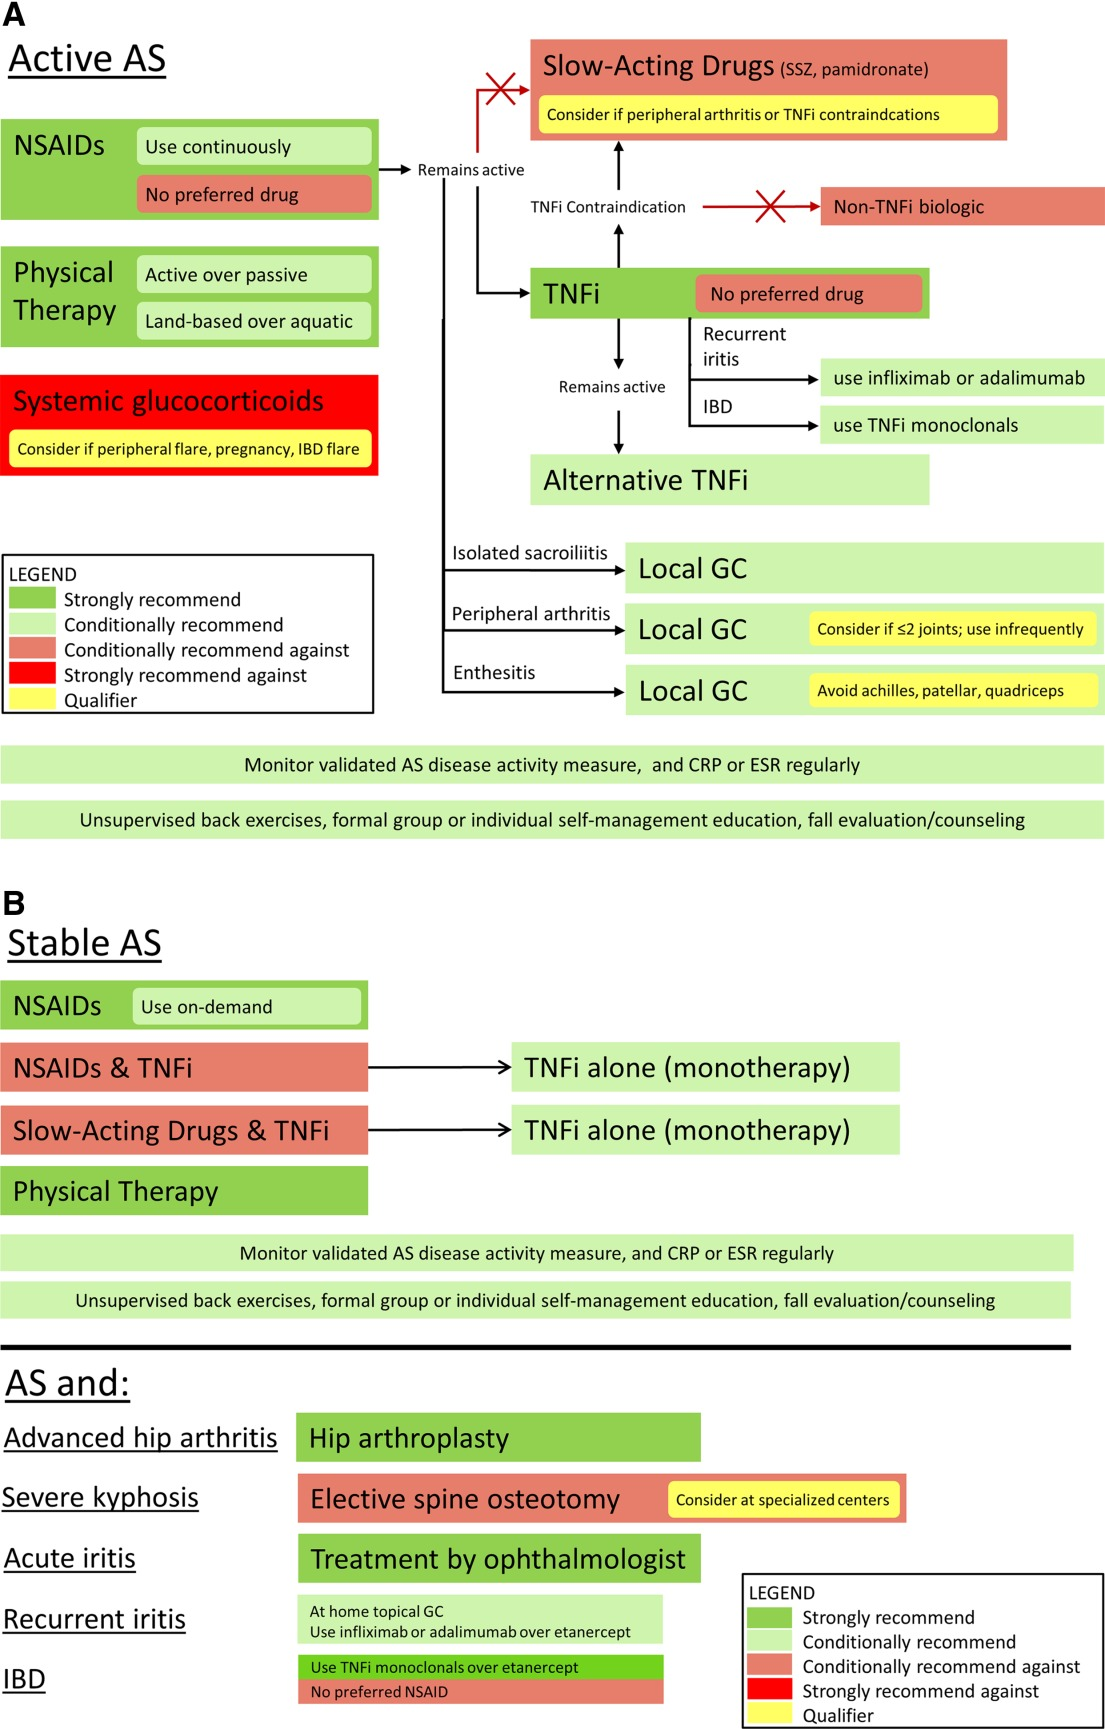 A
Active AS
NSAIDs
Use continuously
No preferred drug
Physical
Therapy
Active over passive
Land-based over aquatic
Systemic glucocorticoids
Consider if peripheral flare, pregnancy, IBD flare
Remains active
Slow-Acting Drugs (SSZ, pamidronate)
Consider if peripheral arthritis or TNFi contraindcations
TNFi Contraindication
Non-TNFi biologic
TNFi
No preferred drug
Recurrent
iritis
use infliximab or adalimumab
IBD
use TNFi monoclonals
Remains active
Alternative TNFi
Isolated sacroiliitis
Local GC
Peripheral arthritis
Local GC
Consider if ≤2 joints; use infrequently
Enthesitis
Local GC
Avoid achilles, patellar, quadriceps
LEGEND
Strongly recommend
Conditionally recommend
Conditionally recommend against
Strongly recommend against
Qualifier
Monitor validated AS disease activity measure,  and CRP or ESR regularly
Unsupervised back exercises, formal group or individual self-management education, fall evaluation/counseling
B
Stable AS
NSAIDs
Use on-demand
NSAIDs & TNFi
TNFi alone (monotherapy)
Slow-Acting Drugs & TNFi
TNFi alone (monotherapy)
Physical Therapy
Monitor validated AS disease activity measure, and CRP or ESR regularly
Unsupervised back exercises, formal group or individual self-management education, fall evaluation/counseling
AS and:
Advanced hip arthritis
Hip arthroplasty
Severe kyphosis
Elective spine osteotomy
Consider at specialized centers
Acute iritis
Treatment by ophthalmologist
Recurrent iritis
At home topical GC
Use infliximab or adalimumab over etanercept
IBD
Use TNFi monoclonals over etanercept
No preferred NSAID
LEGEND
Strongly recommend
Conditionally recommend
Conditionally recommend against
Strongly recommend against
Qualifier